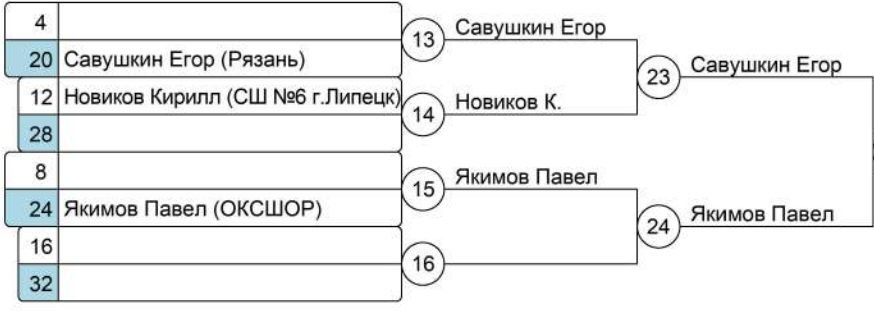 4
20 Савушкин Егор (Рязань)
12 Новиков Кирилл (СШ №6 г.Липецк)
28
8
24 Якимов Павел (ОКСШОР)
16
32
13 Савушкин Егор
14 Новиков К.
15 Якимов Павел
16
23 Савушкин Егор
24 Якимов Павел